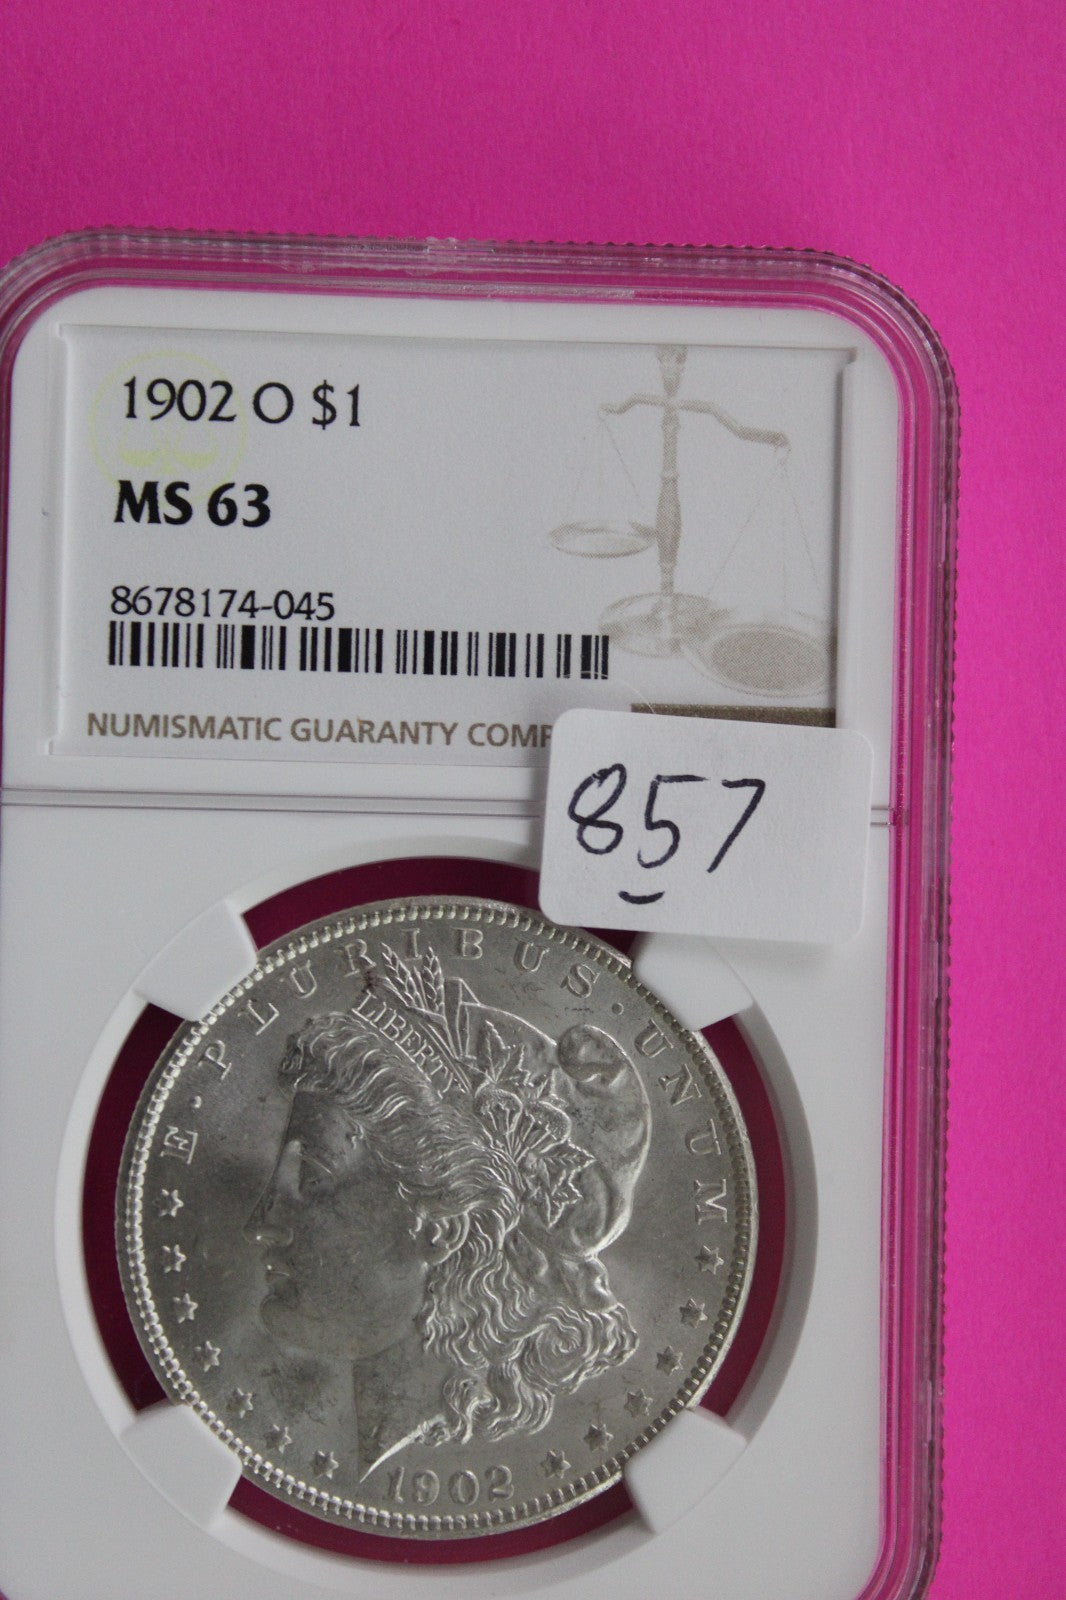 1902 O $1
MS 63
8678174-045
NUMISMATIC GUARANTY COMP
857
E · PLURIBUS · UNUM
LIBERTY
1902